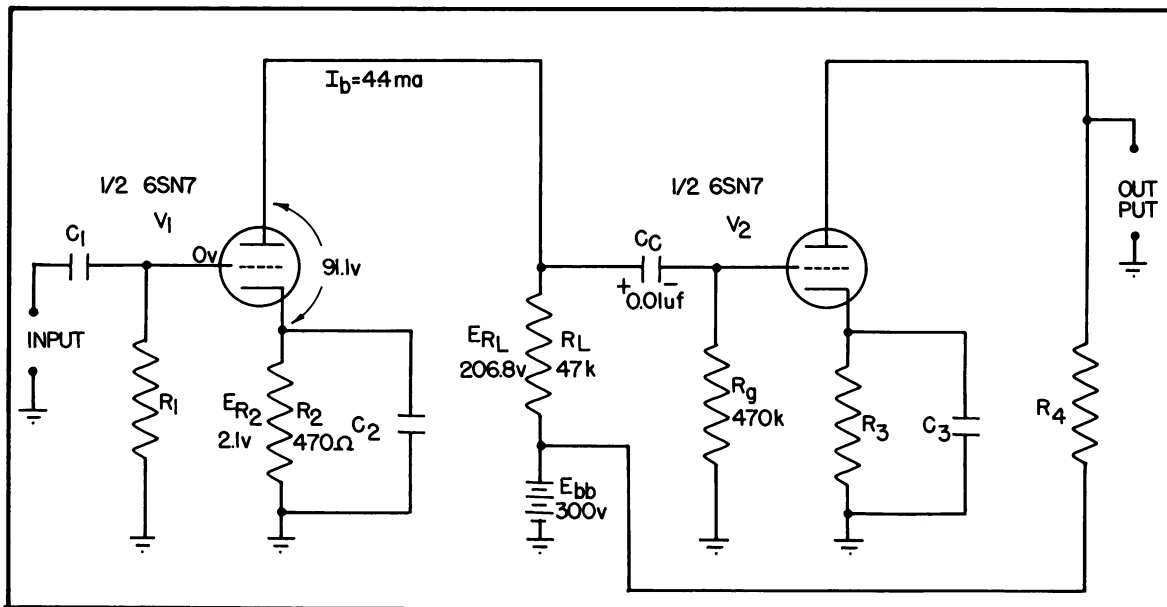 Ib=4.4ma
1/2 6SN7
V1
C1
0v
91.1v
INPUT
R1
ER2
2.1v
R2
470Ω
C2
ERL
206.8v
RL
47k
Ebb
300v
1/2 6SN7
V2
CC
+ −
0.01uf
Rg
470k
R3
C3
R4
OUT
PUT